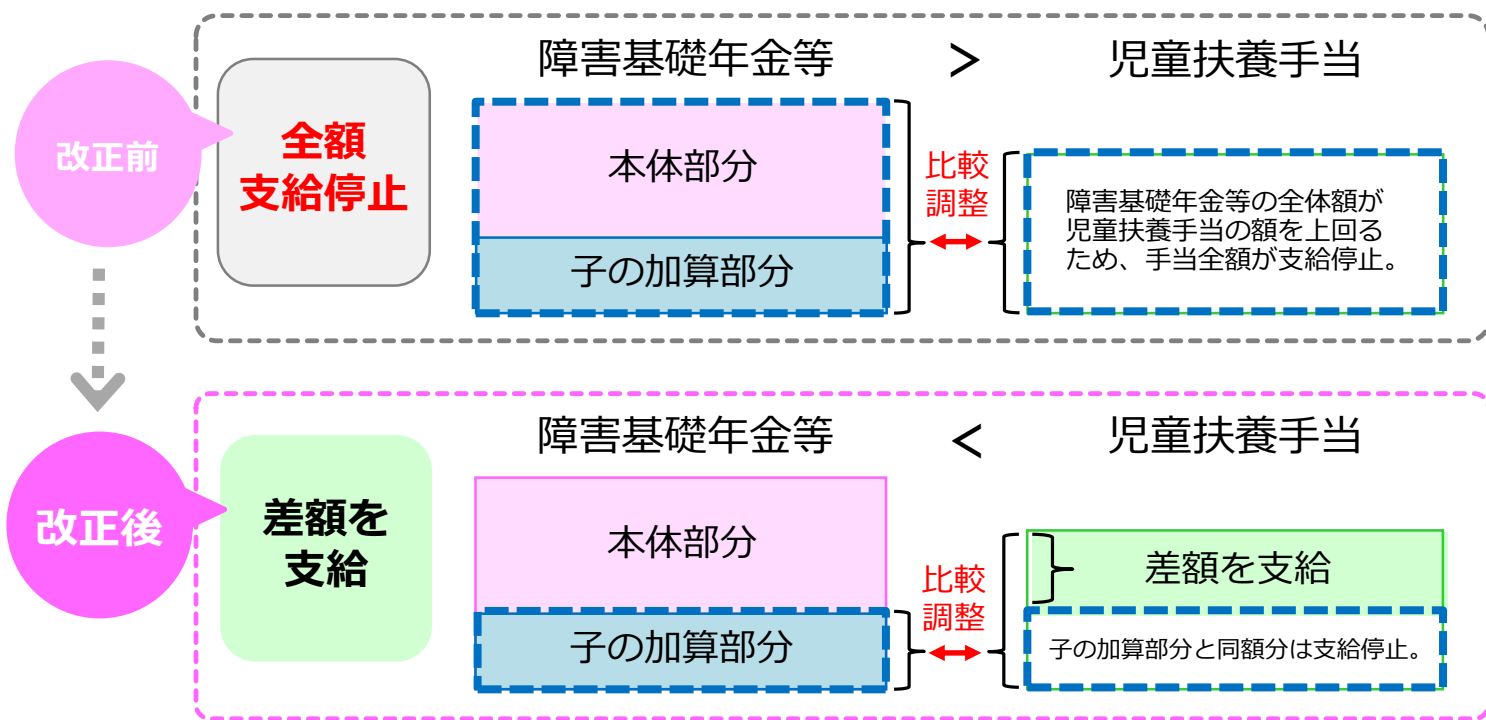 改正前
全額
支給停止
障害基礎年金等
>
児童扶養手当
本体部分
子の加算部分
比較
調整
障害基礎年金等の全体額が
児童扶養手当の額を上回る
ため、手当全額が支給停止。
改正後
差額を
支給
障害基礎年金等
<
児童扶養手当
本体部分
子の加算部分
比較
調整
差額を支給
子の加算部分と同額分は支給停止。